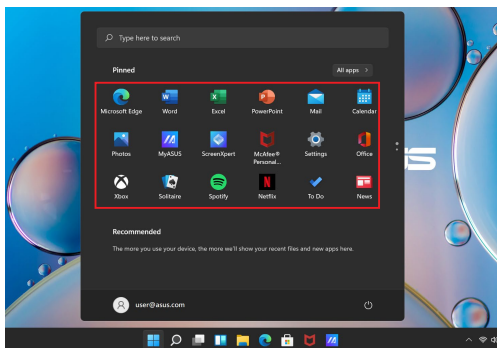 Type here to search
Pinned
All apps >
Microsoft Edge Word Excel PowerPoint Mail Calendar
Photos MyASUS ScreenXpert McAfee® Personal... Settings Office
Xbox Solitaire Spotify Netflix To Do News
Recommended
The more you use your device, the more we'll show your recent files and new apps here.
user@asus.com